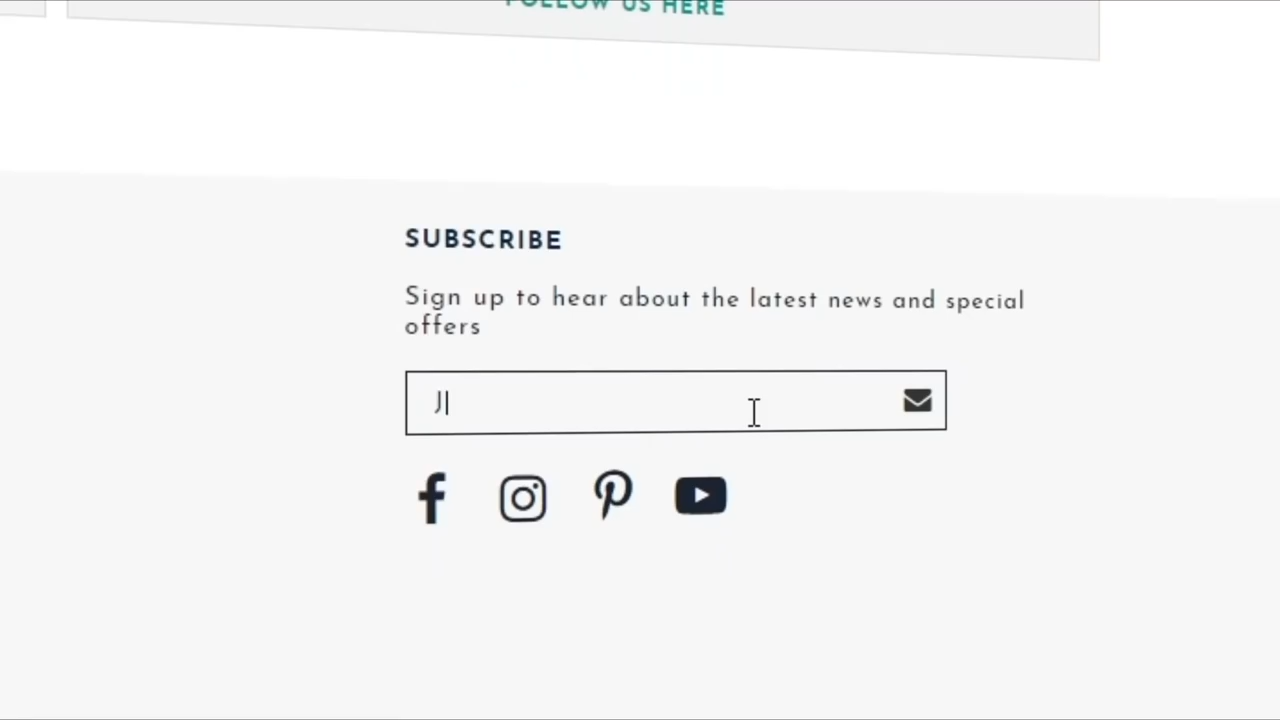 FOLLOW US HERE
SUBSCRIBE
Sign up to hear about the latest news and special
offers
J